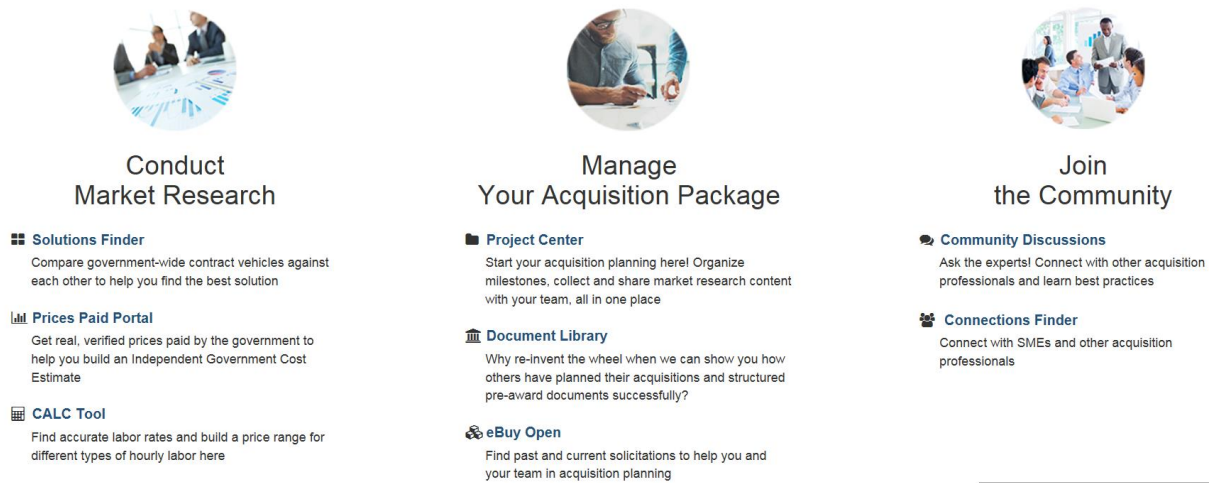 Conduct
Market Research
Solutions Finder
Compare government-wide contract vehicles against
each other to help you find the best solution
Prices Paid Portal
Get real, verified prices paid by the government to
help you build an Independent Government Cost
Estimate
CALC Tool
Find accurate labor rates and build a price range for
different types of hourly labor here
Manage
Your Acquisition Package
Project Center
Start your acquisition planning here! Organize
milestones, collect and share market research content
with your team, all in one place
Document Library
Why re-invent the wheel when we can show you how
others have planned their acquisitions and structured
pre-award documents successfully?
eBuy Open
Find past and current solicitations to help you and
your team in acquisition planning
Join
the Community
Community Discussions
Ask the experts! Connect with other acquisition
professionals and learn best practices
Connections Finder
Connect with SMEs and other acquisition
professionals